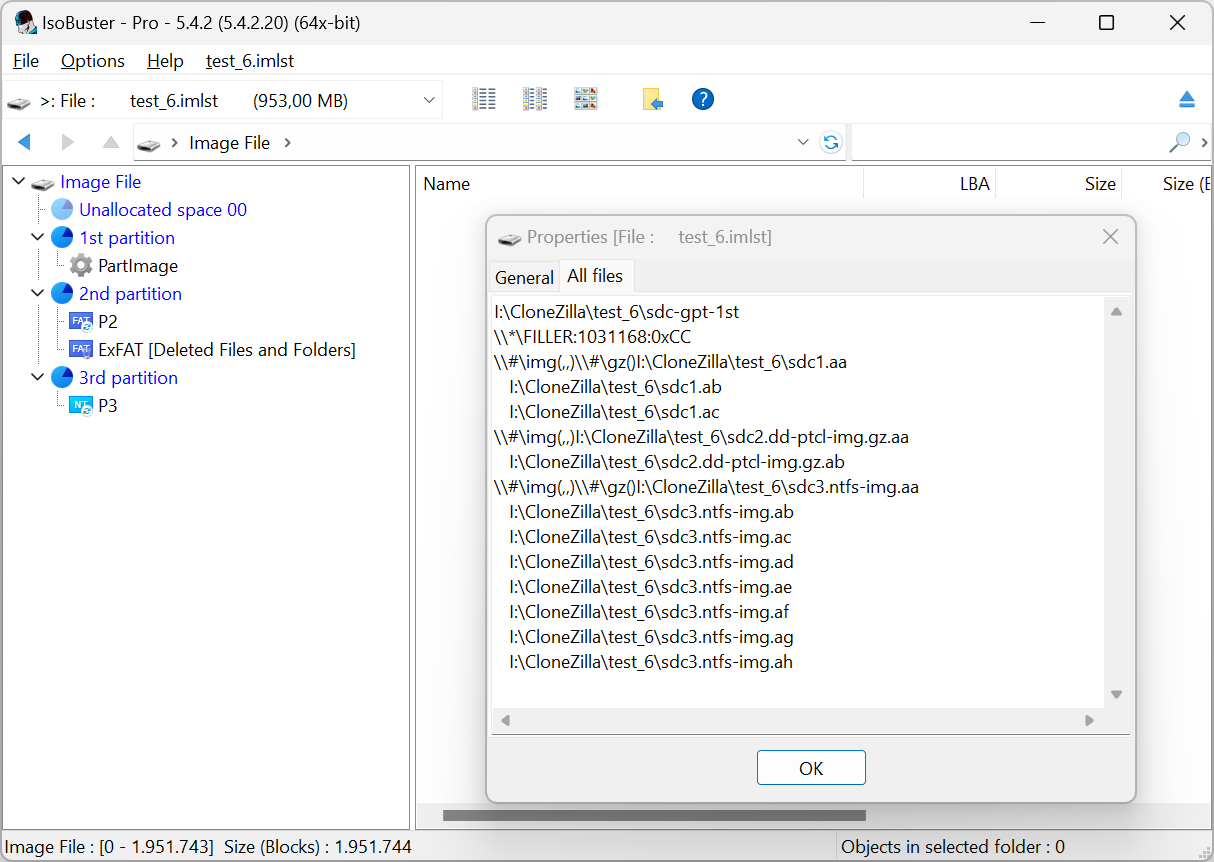 IsoBuster - Pro - 5.4.2 (5.4.2.20) (64x-bit)
File Options Help test_6.imlst
>: File : test_6.imlst (953,00 MB)
Image File
Image File
Unallocated space 00
1st partition
PartImage
2nd partition
FAT P2
FAT ExFAT [Deleted Files and Folders]
3rd partition
NT P3
Name LBA Size Size (B
Properties [File : test_6.imlst]
General All files
I:\CloneZilla\test_6\sdc-gpt-1st
\\*\FILLER:1031168:0xCC
\\#\img(,,)\\#\gz()I:\CloneZilla\test_6\sdc1.aa
I:\CloneZilla\test_6\sdc1.ab
I:\CloneZilla\test_6\sdc1.ac
\\#\img(,,)I:\CloneZilla\test_6\sdc2.dd-ptcl-img.gz.aa
I:\CloneZilla\test_6\sdc2.dd-ptcl-img.gz.ab
\\#\img(,,)\\#\gz()I:\CloneZilla\test_6\sdc3.ntfs-img.aa
I:\CloneZilla\test_6\sdc3.ntfs-img.ab
I:\CloneZilla\test_6\sdc3.ntfs-img.ac
I:\CloneZilla\test_6\sdc3.ntfs-img.ad
I:\CloneZilla\test_6\sdc3.ntfs-img.ae
I:\CloneZilla\test_6\sdc3.ntfs-img.af
I:\CloneZilla\test_6\sdc3.ntfs-img.ag
I:\CloneZilla\test_6\sdc3.ntfs-img.ah
OK
Image File : [0 - 1.951.743] Size (Blocks) : 1.951.744
Objects in selected folder : 0